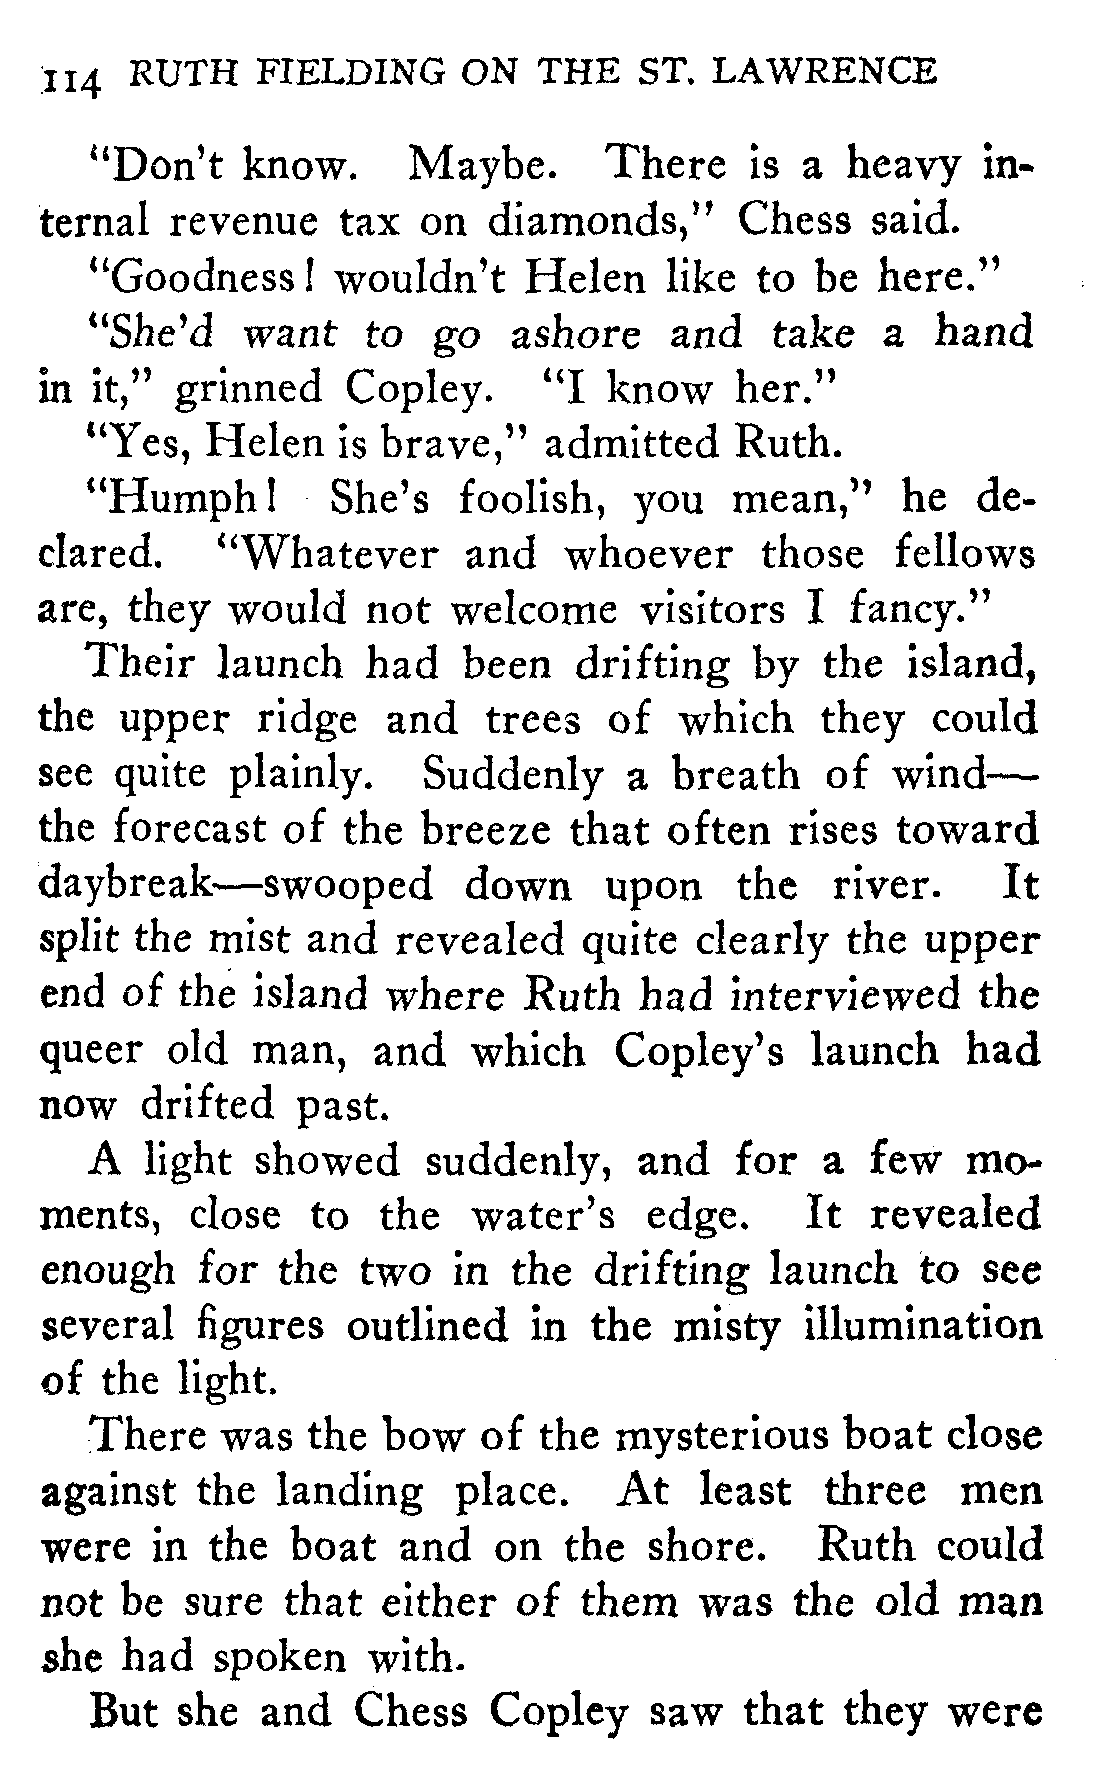 114 RUTH FIELDING ON THE ST. LAWRENCE
"Don't know. Maybe. There is a heavy in-
ternal revenue tax on diamonds," Chess said.
"Goodness! wouldn't Helen like to be here."
"She'd want to go ashore and take a hand
in it," grinned Copley. "I know her."
"Yes, Helen is brave," admitted Ruth.
"Humph! She's foolish, you mean," he de-
clared. "Whatever and whoever those fellows
are, they would not welcome visitors I fancy."
Their launch had been drifting by the island,
the upper ridge and trees of which they could
see quite plainly. Suddenly a breath of wind—
the forecast of the breeze that often rises toward
daybreak—swooped down upon the river. It
split the mist and revealed quite clearly the upper
end of the island where Ruth had interviewed the
queer old man, and which Copley's launch had
now drifted past.
A light showed suddenly, and for a few mo-
ments, close to the water's edge. It revealed
enough for the two in the drifting launch to see
several figures outlined in the misty illumination
of the light.
There was the bow of the mysterious boat close
against the landing place. At least three men
were in the boat and on the shore. Ruth could
not be sure that either of them was the old man
she had spoken with.
But she and Chess Copley saw that they were